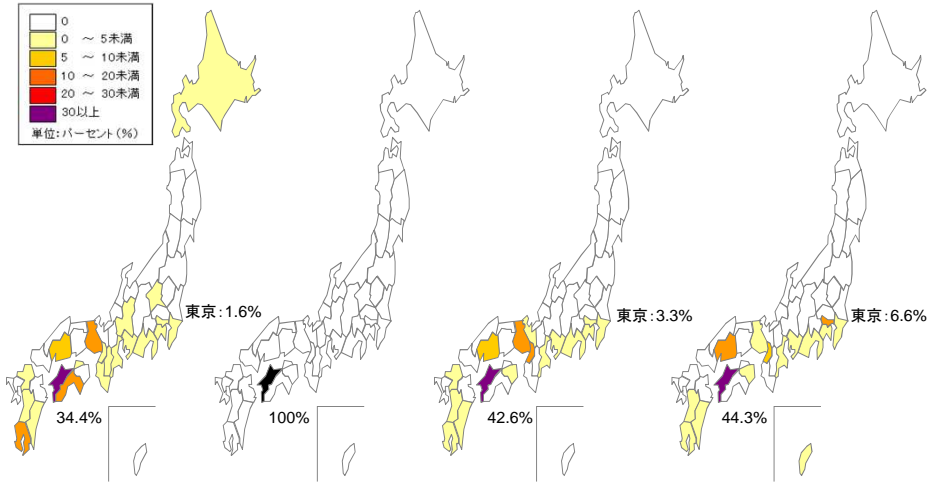 0
0 ～ 5未満
5 ～ 10未満
10 ～ 20未満
20 ～ 30未満
30以上
単位：パーセント（%）
東京：1.6%
東京：3.3%
東京：6.6%
34.4%
100%
42.6%
44.3%